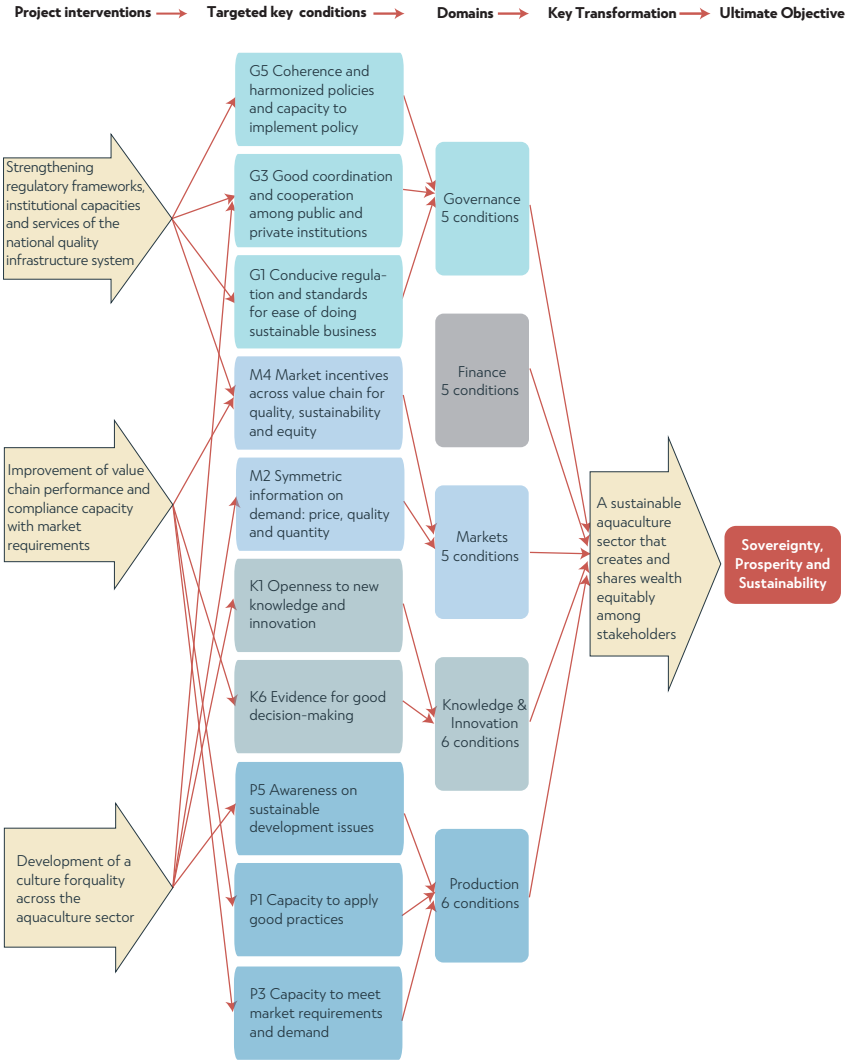 Project interventions
Targeted key conditions
Domains
Key Transformation
Ultimate Objective
Strengthening
regulatory frameworks,
institutional capacities
and services of the
national quality
infrastructure system
Improvement of value
chain performance and
compliance capacity
with market
requirements
Development of a
culture forquality
across the
aquaculture sector
G5 Coherence and
harmonized policies
and capacity to
implement policy
G3 Good coordination
and cooperation
among public and
private institutions
G1 Conducive regula-
tion and standards
for ease of doing
sustainable business
M4 Market incentives
across value chain for
quality, sustainability
and equity
M2 Symmetric
information on
demand: price, quality
and quantity
K1 Openness to new
knowledge and
innovation
K6 Evidence for good
decision-making
P5 Awareness on
sustainable
development issues
P1 Capacity to apply
good practices
P3 Capacity to meet
market requirements
and demand
Governance
5 conditions
Finance
5 conditions
Markets
5 conditions
Knowledge &
Innovation
6 conditions
Production
6 conditions
A sustainable
aquaculture
sector that
creates and
shares wealth
equitably
among
stakeholders
Sovereignty,
Prosperity and
Sustainability